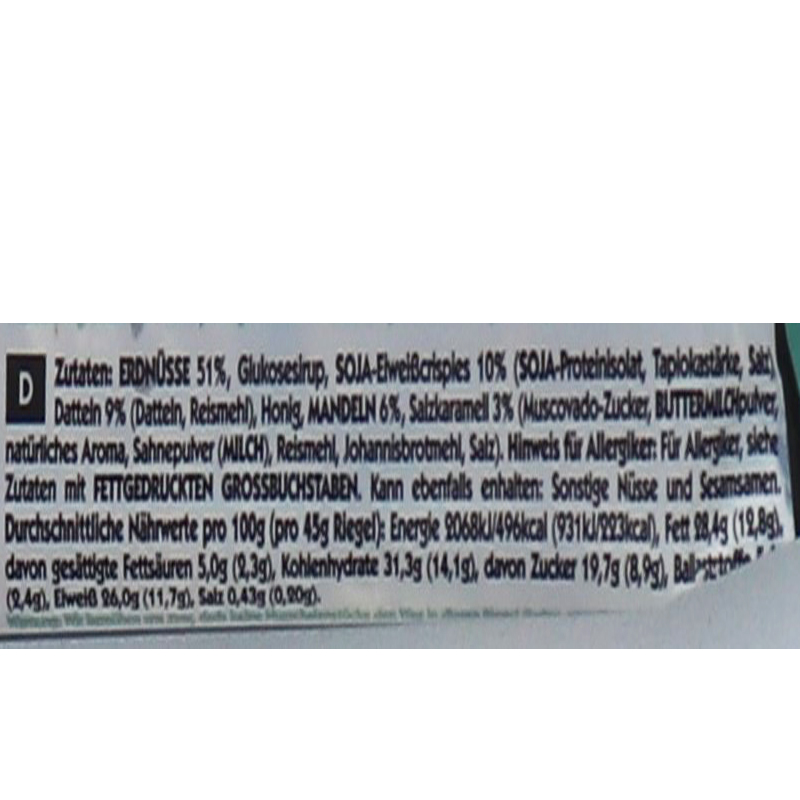 D Zutaten: ERDNÜSSE 51%, Glukosesirup, SOJA-Eiweißcrispies 10% (SOJA-Proteinisolat, Tapiokastärke, Salz),
Datteln 9% (Datteln, Reismehl), Honig, MANDELN 6%, Salzkaramell 3% (Muscovado-Zucker, BUTTERMILCHpulver,
natürliches Aroma, Sahnepulver (MILCH), Reismehl, Johannisbrotmehl, Salz). Hinweis für Allergiker: Für Allergiker, siehe
Zutaten mit FETTGEDRUCKTEN GROSSBUCHSTABEN. Kann ebenfalls enhalten: Sonstige Nüsse und Sesamsamen.
Durchschnittliche Nährwerte pro 100g (pro 45g Riegel): Energie 2068kJ/496kcal (931kJ/223kcal), Fett 28,4g (12,8g),
davon gesättigte Fettsäuren 5,0g (2,3g), Kohlenhydrate 31,3g (14,1g), davon Zucker 19,7g (8,9g), Ballaststoffe
(2,4g), Eiweiß 26,0g (11,7g), Salz 0,43g (0,20g).